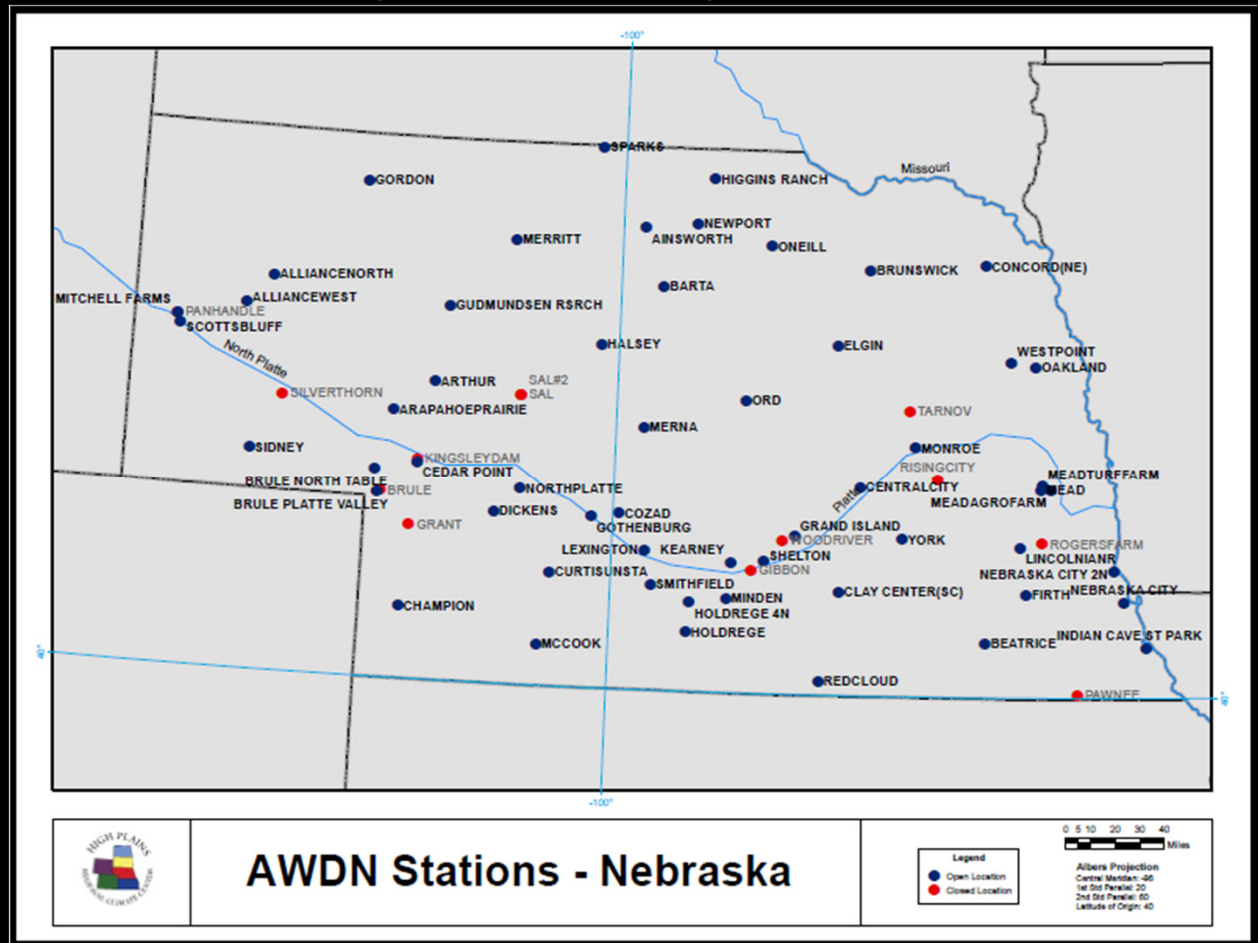 -100°
SPARKS
GORDON
HIGGINS RANCH
Missouri
NEWPORT
AINSWORTH
MERRITT
ONEILL
BRUNSWICK
CONCORD(NE)
ALLIANCENORTH
BARTA
MITCHELL FARMS
ALLIANCEWEST
PANHANDLE
GUDMUNDSEN RSRCH
SCOTTSBLUFF
North Platte
HALSEY
ELGIN
WESTPOINT
OAKLAND
ARTHUR
SAL#2
SAL
SILVERTHORN
ORD
ARAPAHOEPRAIRIE
TARNOV
MERNA
SIDNEY
MONROE
KINGSLEYDAM
CEDAR POINT
RISINGCITY
BRULE NORTH TABLE
MEADTURFFARM
BRULE
NORTHPLATTE
Platte
CENTRALCITY
MEAD
BRULE PLATTE VALLEY
MEADAGROFARM
DICKENS
COZAD
GOTHENBURG
GRANT
GRAND ISLAND
WOODRIVER
YORK
ROGERSFARM
LEXINGTON
KEARNEY
SHELTON
LINCOLNIANR
GIBBON
CURTISUNSTA
NEBRASKA CITY 2N
SMITHFIELD
CLAY CENTER(SC)
FIRTH
NEBRASKA CITY
MINDEN
CHAMPION
HOLDREGE 4N
HOLDREGE
INDIAN CAVE ST PARK
MCCOOK
BEATRICE
40°
REDCLOUD
PAWNEE
40°
-100°
HIGH PLAINS
REGIONAL CLIMATE CENTER
AWDN Stations - Nebraska
Legend
Open Location
Closed Location
0 5 10 20 30 40
Miles
Albers Projection
Central Meridian: -96
1st Std Parallel: 20
2nd Std Parallel: 60
Latitude of Origin: 40